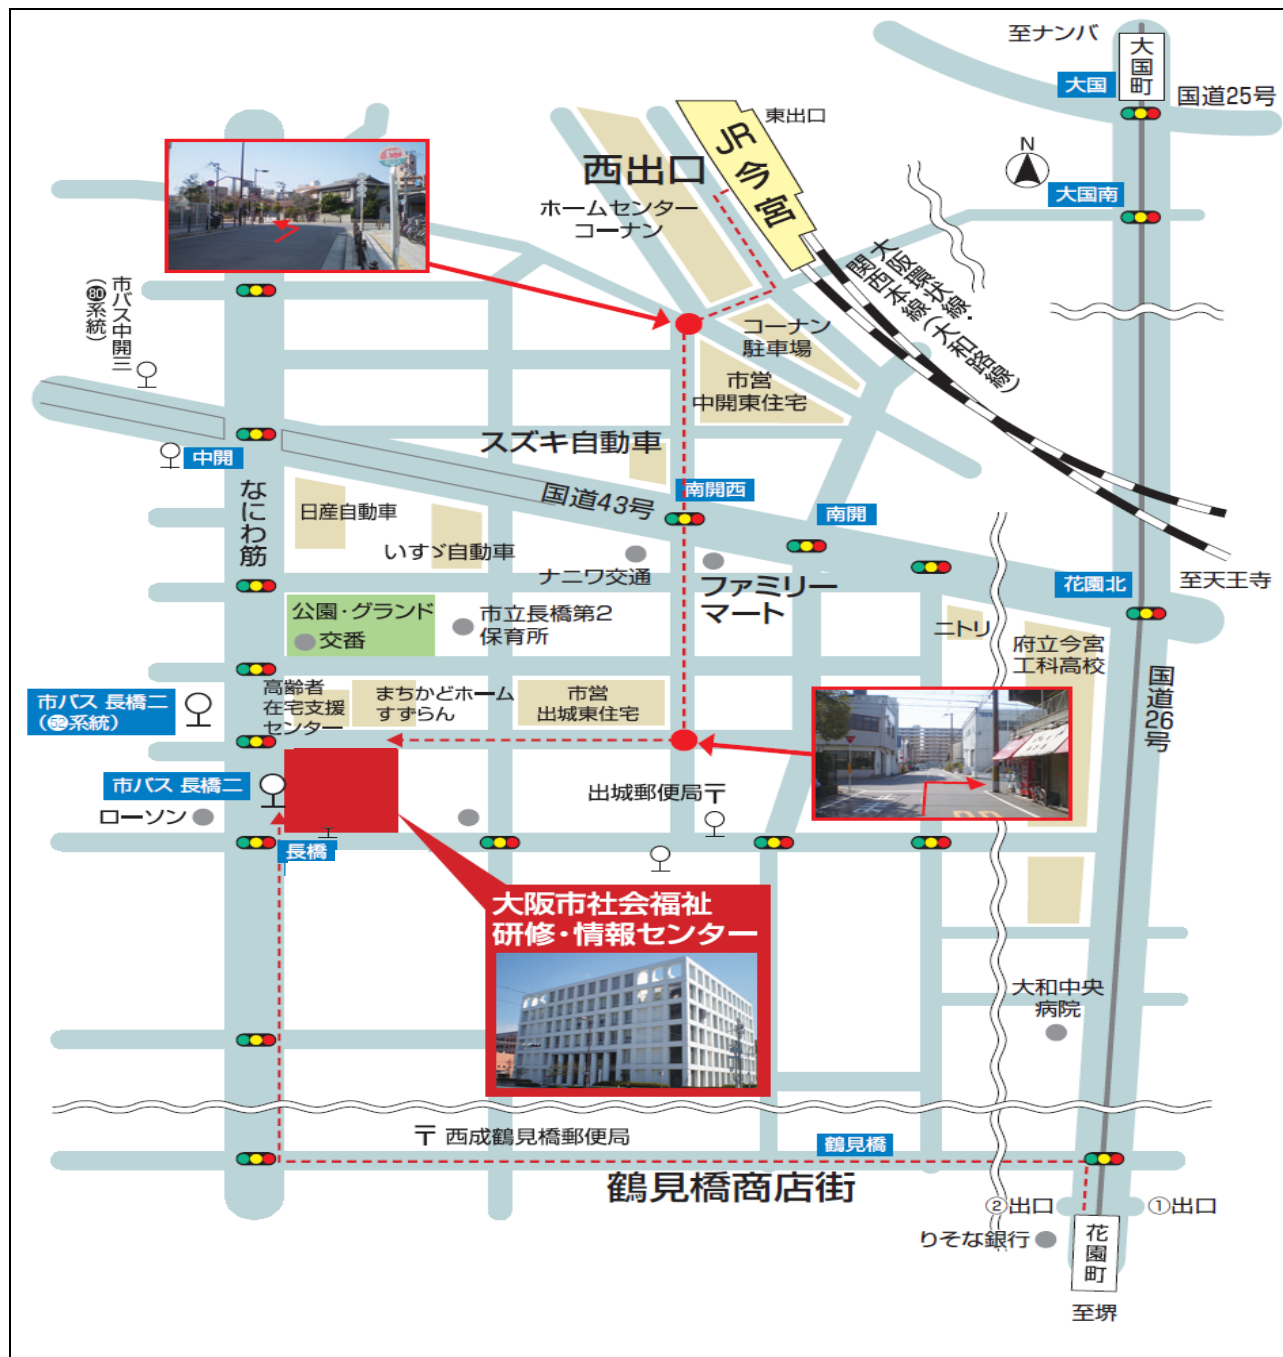 至ナンバ
大国町
大国
国道25号
東出口
JR今宮
西出口
N
大国南
ホームセンター
コーナン
大阪環状線・
関西本線(大和路線)
市バス中開三
(80系統)
コーナン
駐車場
市営
中開東住宅
スズキ自動車
中開
なにわ筋
国道43号
南開西
南開
日産自動車
いすゞ自動車
ナニワ交通
ファミリー
マート
花園北
至天王寺
公園・グランド
交番
市立長橋第2
保育所
ニトリ
府立今宮
工科高校
国道26号
高齢者
在宅支援
センター
まちかどホーム
すずらん
市営
出城東住宅
市バス 長橋二
(52系統)
市バス 長橋二
ローソン
出城郵便局〒
長橋
大阪市社会福祉
研修・情報センター
大和中央
病院
〒西成鶴見橋郵便局
鶴見橋
鶴見橋商店街
②出口
①出口
りそな銀行
花園町
至堺